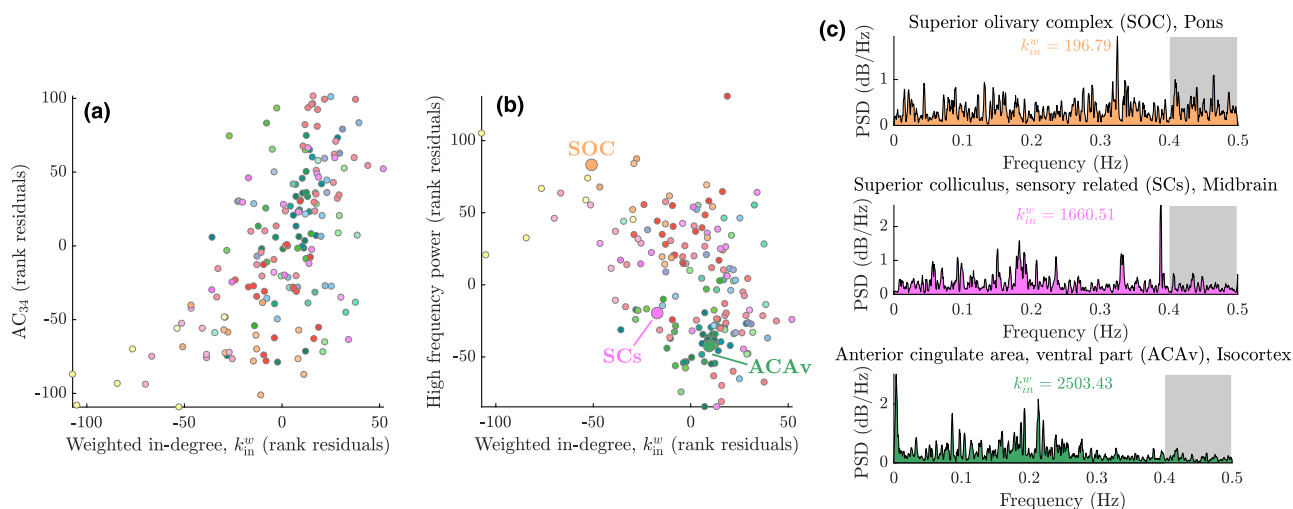 (a)
AC34 (rank residuals)
100
50
0
-50
-100
-100
-50
0
50
Weighted in-degree, k^w_in (rank residuals)
(b)
High frequency power (rank residuals)
100
50
0
-50
SOC
SCs
ACAv
-100
-50
0
50
Weighted in-degree, k^w_in (rank residuals)
(c)
Superior olivary complex (SOC), Pons
k^w_in = 196.79
PSD (dB/Hz)
1
0
0
0.1
0.2
0.3
0.4
0.5
Frequency (Hz)
Superior colliculus, sensory related (SCs), Midbrain
k^w_in = 1660.51
PSD (dB/Hz)
2
1
0
0
0.1
0.2
0.3
0.4
0.5
Frequency (Hz)
Anterior cingulate area, ventral part (ACAv), Isocortex
k^w_in = 2503.43
PSD (dB/Hz)
2
0
0
0.1
0.2
0.3
0.4
0.5
Frequency (Hz)